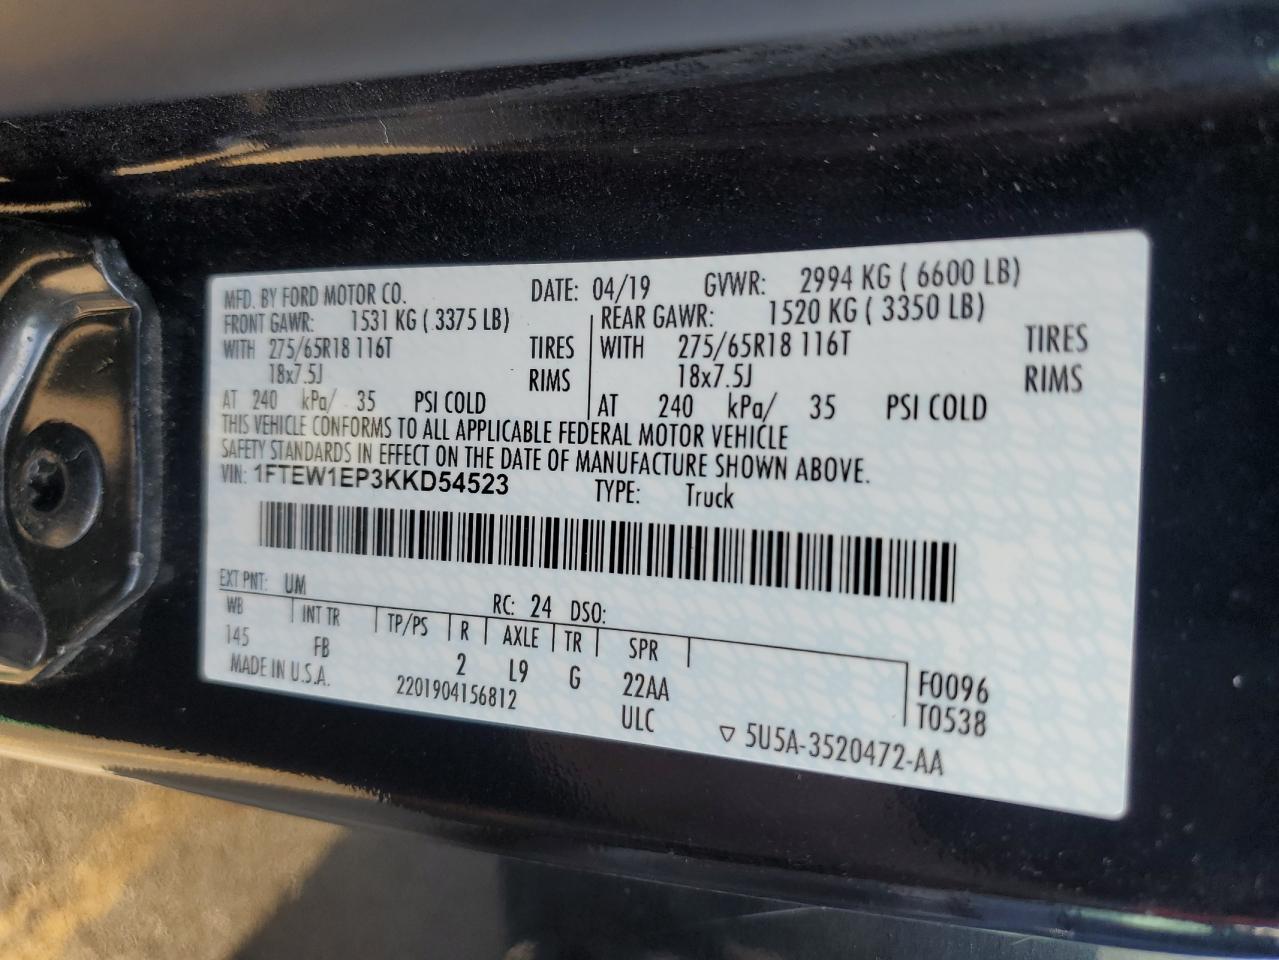 MFD. BY FORD MOTOR CO. DATE: 04/19 GVWR: 2994 KG ( 6600 LB)
FRONT GAWR: 1531 KG ( 3375 LB) REAR GAWR: 1520 KG ( 3350 LB)
WITH 275/65R18 116T TIRES WITH 275/65R18 116T TIRES
18x7.5J RIMS 18x7.5J RIMS
AT 240 kPa/ 35 PSI COLD AT 240 kPa/ 35 PSI COLD
THIS VEHICLE CONFORMS TO ALL APPLICABLE FEDERAL MOTOR VEHICLE
SAFETY STANDARDS IN EFFECT ON THE DATE OF MANUFACTURE SHOWN ABOVE.
VIN: 1FTEW1EP3KKD54523 TYPE: Truck
EXT PNT: UM RC: 24 DSO:
WB INT TR TP/PS R AXLE TR SPR
145 FB 2 L9 G 22AA F0096
MADE IN U.S.A. 2201904156812 ULC T0538
▽ 5U5A-3520472-AA